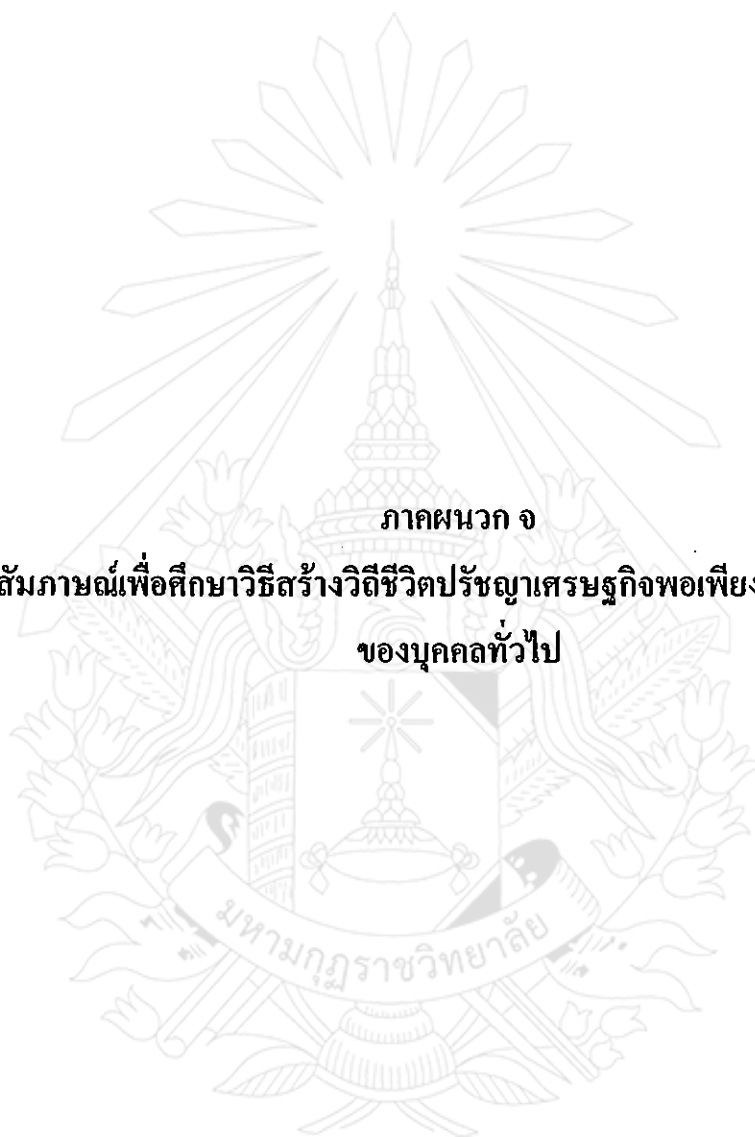 ภาคผนวก จ
สัมภาษณ์เพื่อศึกษาวิธีสร้างวิถีชีวิตปรัชญาเศรษฐกิจพอเพียง
ของบุคคลทั่วไป
มหามกุฏราชวิทยาลัย